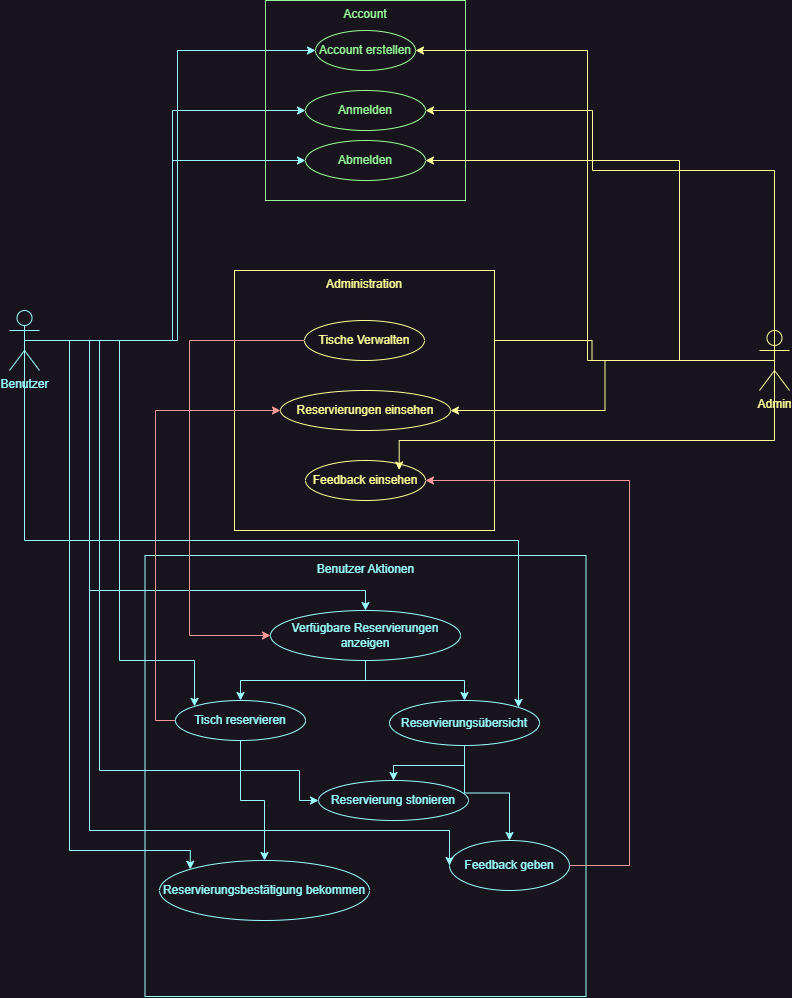 Account
Account erstellen
Anmelden
Abmelden
Administration
Tische Verwalten
Benutzer
Admin
Reservierungen einsehen
Feedback einsehen
Benutzer Aktionen
Verfügbare Reservierungen
anzeigen
Tisch reservieren
Reservierungsübersicht
Reservierung stonieren
Feedback geben
Reservierungsbestätigung bekommen